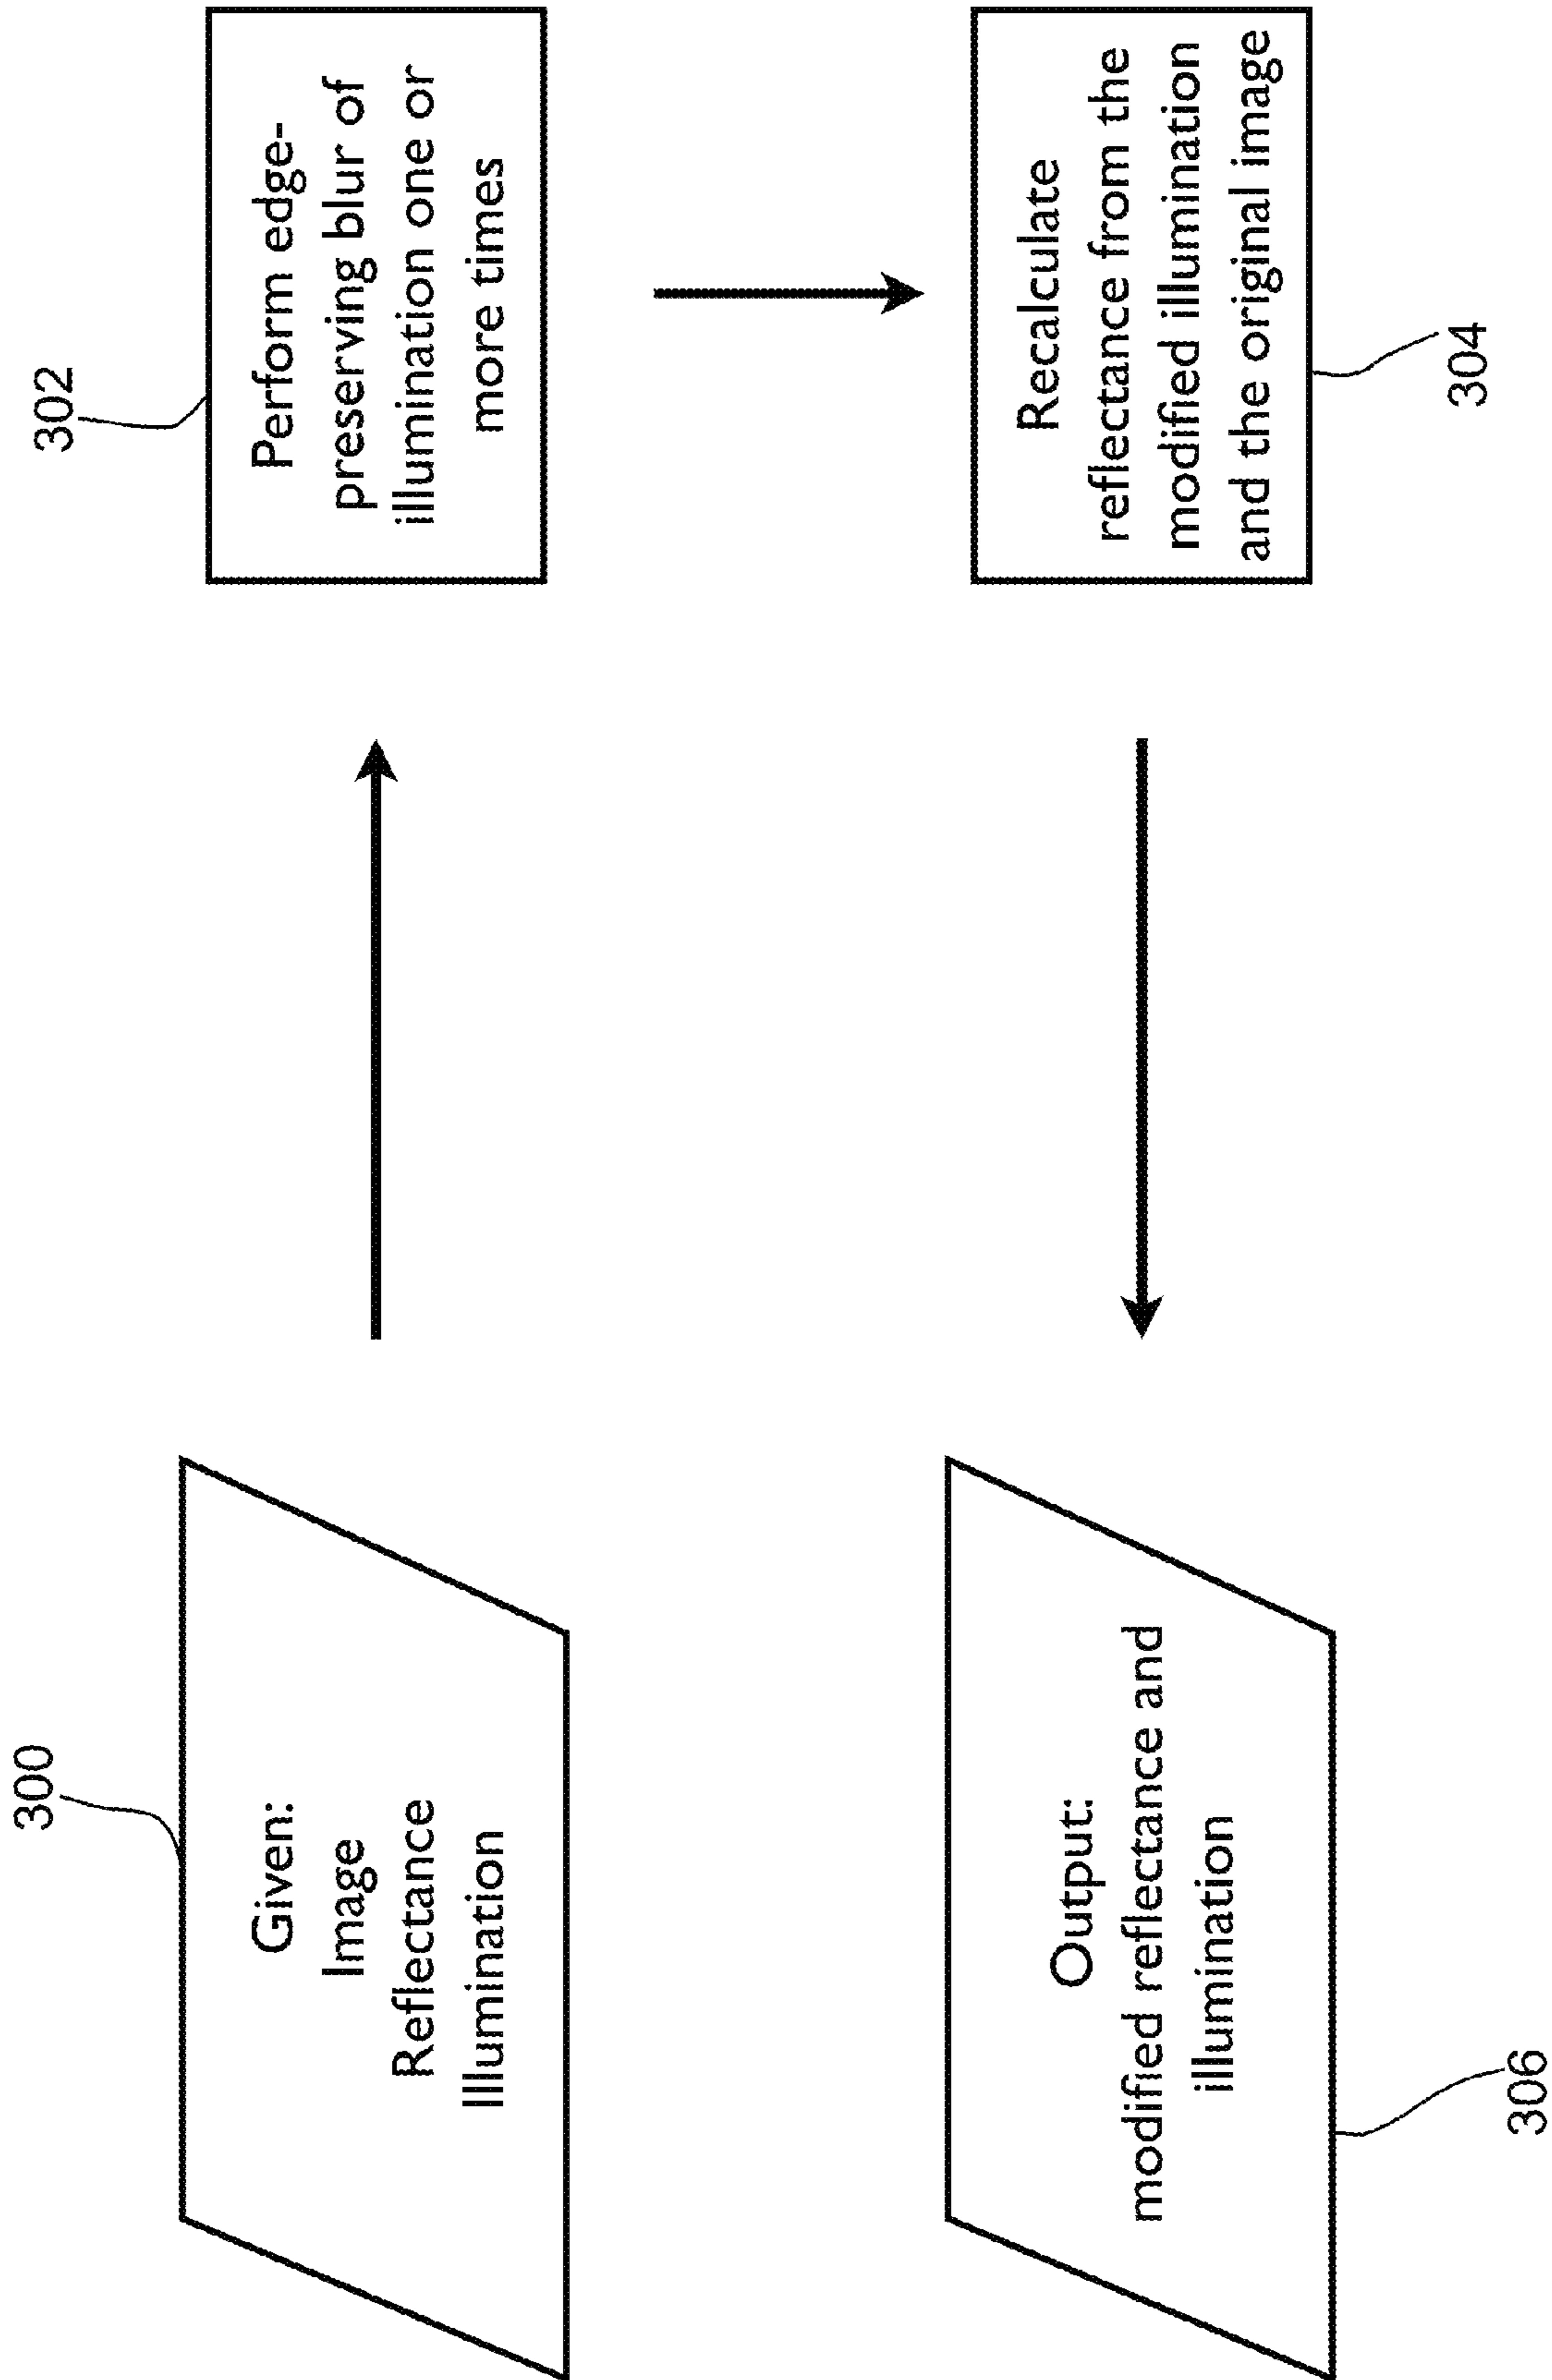 300
Given:
Image
Reflectance
Illumination
302
Perform edge-
preserving blur of
illumination one or
more times
Recalculate
reflectance from the
modified illumination
and the original image
304
Output:
modified reflectance and
illumination
306